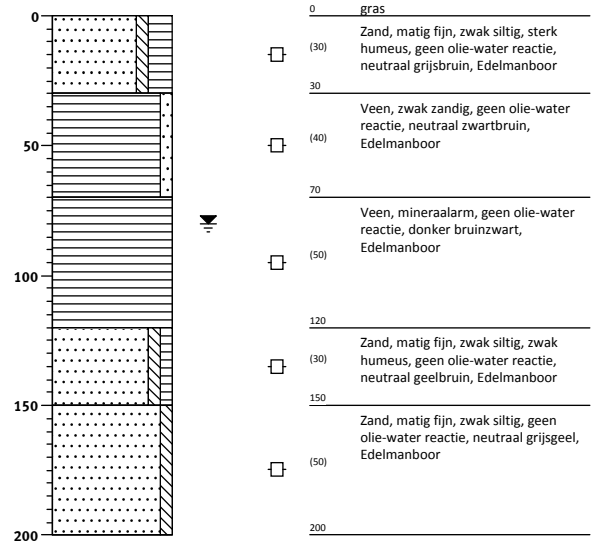 0
0
gras
Zand, matig fijn, zwak siltig, sterk
humeus, geen olie-water reactie,
neutraal grijsbruin, Edelmanboor
(30)
30
Veen, zwak zandig, geen olie-water
reactie, neutraal zwartbruin,
Edelmanboor
(40)
50
70
Veen, mineraalarm, geen olie-water
reactie, donker bruinzwart,
Edelmanboor
(50)
100
120
Zand, matig fijn, zwak siltig, zwak
humeus, geen olie-water reactie,
neutraal geelbruin, Edelmanboor
(30)
150
150
Zand, matig fijn, zwak siltig, geen
olie-water reactie, neutraal grijsgeel,
Edelmanboor
(50)
200
200